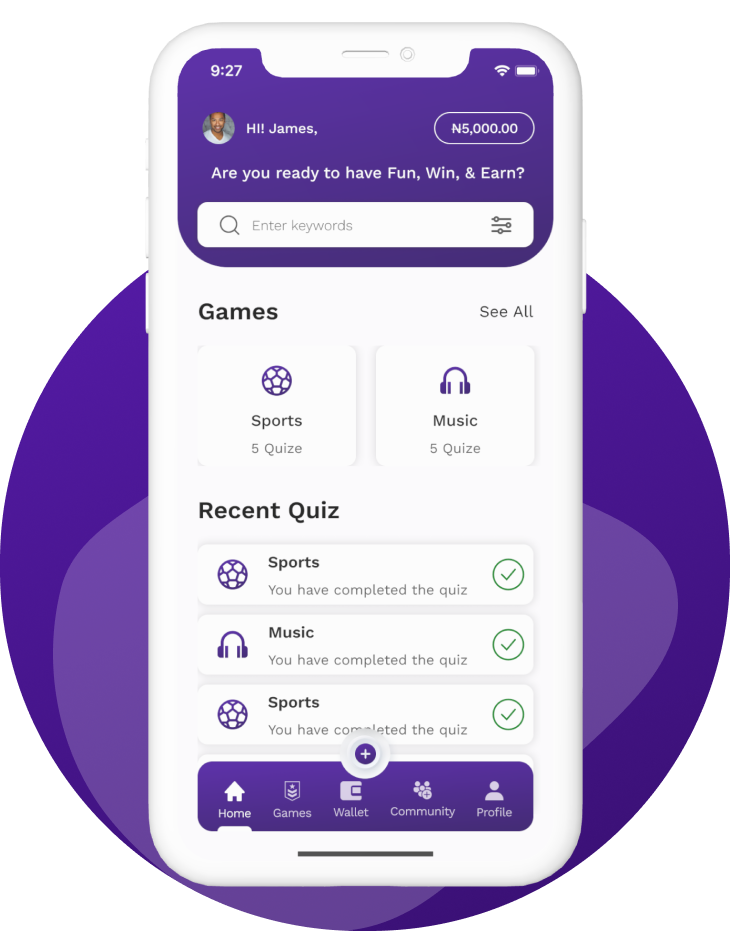 9:27
HI! James,
₦5,000.00
Are you ready to have Fun, Win, & Earn?
Enter keywords
Games
See All
Sports
Music
5 Quize
5 Quize
Recent Quiz
Sports
You have completed the quiz
Music
You have completed the quiz
Sports
You have completed the quiz
Home
Games
Wallet
Community
Profile